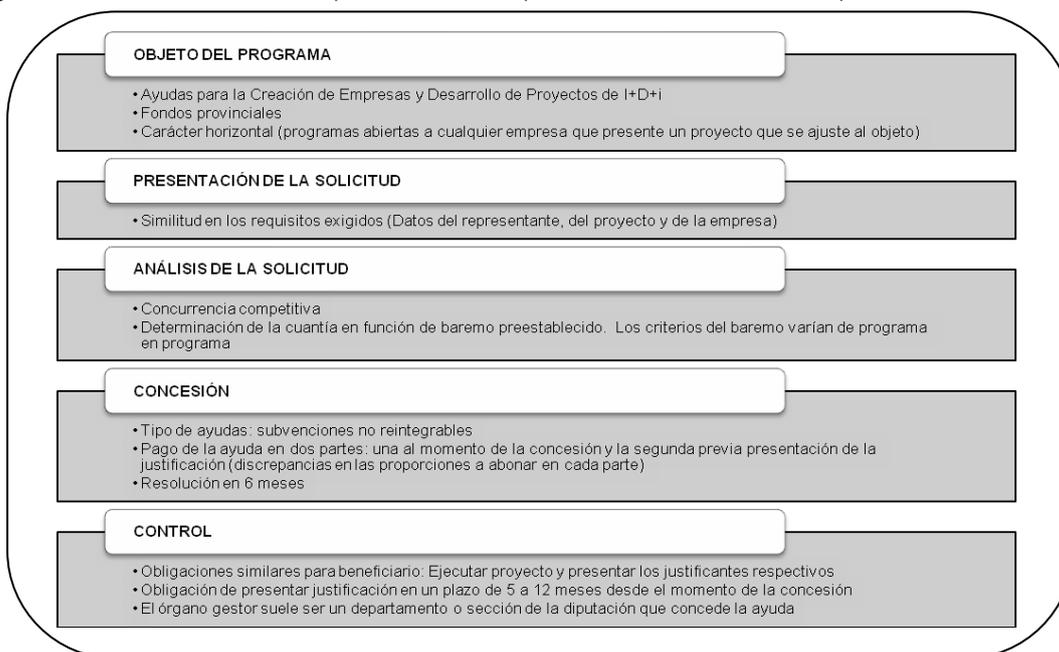 OBJETO DEL PROGRAMA
• Ayudas para la Creación de Empresas y Desarrollo de Proyectos de I+D+i
• Fondos provinciales
• Carácter horizontal (programas abiertas a cualquier empresa que presente un proyecto que se ajuste al objeto)
PRESENTACIÓN DE LA SOLICITUD
• Similitud en los requisitos exigidos (Datos del representante, del proyecto y de la empresa)
ANÁLISIS DE LA SOLICITUD
• Concurrencia competitiva
• Determinación de la cuantía en función de baremo preestablecido. Los criterios del baremo varían de programa
en programa
CONCESIÓN
• Tipo de ayudas: subvenciones no reintegrables
• Pago de la ayuda en dos partes: una al momento de la concesión y la segunda previa presentación de la
justificación (discrepancias en las proporciones a abonar en cada parte)
• Resolución en 6 meses
CONTROL
• Obligaciones similares para beneficiario: Ejecutar proyecto y presentar los justificantes respectivos
• Obligación de presentar justificación en un plazo de 5 a 12 meses desde el momento de la concesión
• El órgano gestor suele ser un departamento o sección de la diputación que concede la ayuda